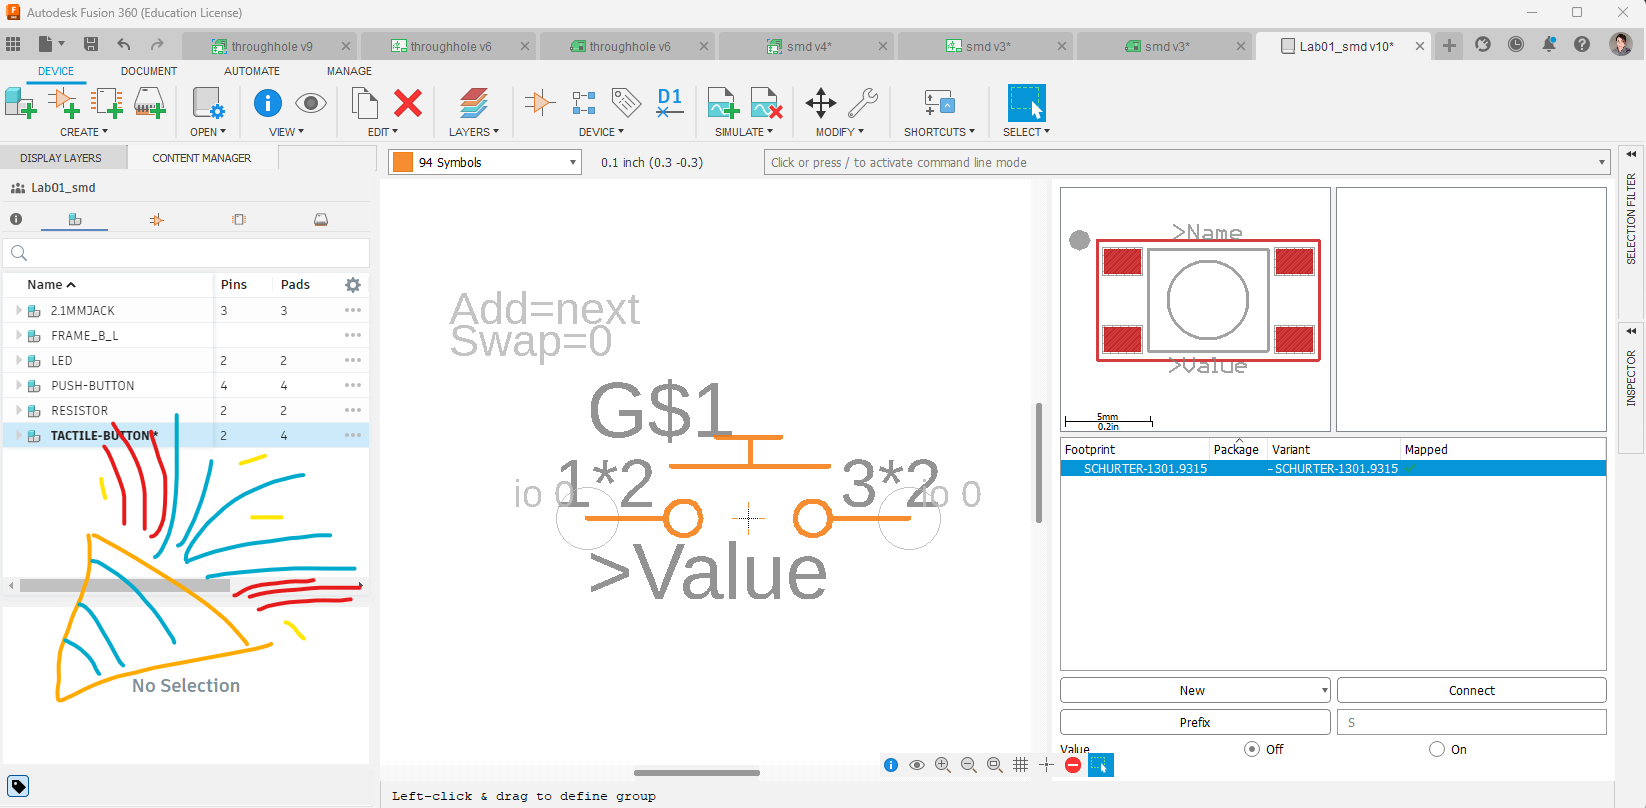 Autodesk Fusion 360 (Education License)
throughhole v9
throughhole v6
throughhole v6
smd v4*
smd v3*
smd v3*
Lab01_smd v10*
DEVICE
DOCUMENT
AUTOMATE
MANAGE
D1
CREATE
OPEN
VIEW
EDIT
LAYERS
DEVICE
SIMULATE
MODIFY
SHORTCUTS
SELECT
DISPLAY LAYERS
CONTENT MANAGER
94 Symbols
0.1 inch (0.3 -0.3)
Click or press / to activate command line mode
Lab01_smd
Name
Pins
Pads
2.1MMJACK
3
3
FRAME_B_L
LED
2
2
PUSH-BUTTON
4
4
RESISTOR
2
2
TACTILE-BUTTON*
2
4
No Selection
Add=next
Swap=0
G$1
1*2
3*2
io 0
io 0
>Value
>Name
>Value
5mm
0.2in
Footprint
Package
Variant
Mapped
SCHURTER-1301.9315
- SCHURTER-1301.9315
New
Connect
Prefix
S
Value
Off
On
SELECTION FILTER
INSPECTOR
Left-click & drag to define group